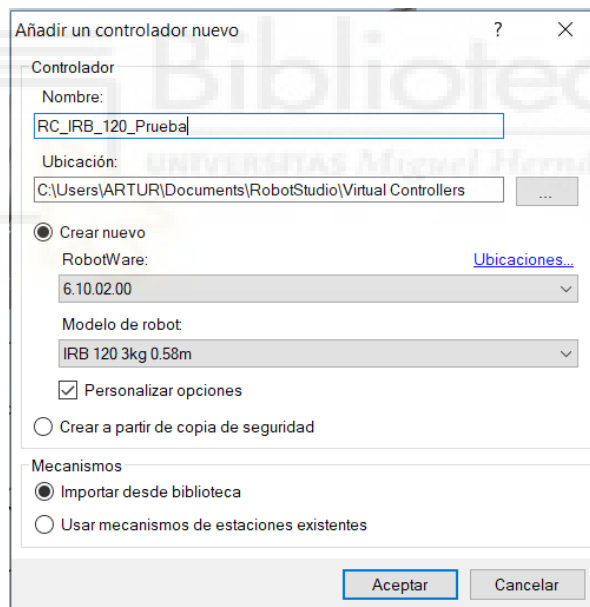 Añadir un controlador nuevo ? ×
Controlador
Nombre:
RC_IRB_120_Prueba
Ubicación:
C:\Users\ARTUR\Documents\RobotStudio\Virtual Controllers ...
Crear nuevo
RobotWare: Ubicaciones...
6.10.02.00
Modelo de robot:
IRB 120 3kg 0.58m
Personalizar opciones
Crear a partir de copia de seguridad
Mecanismos
Importar desde biblioteca
Usar mecanismos de estaciones existentes
Aceptar Cancelar
UNIVERSITAS Miguel